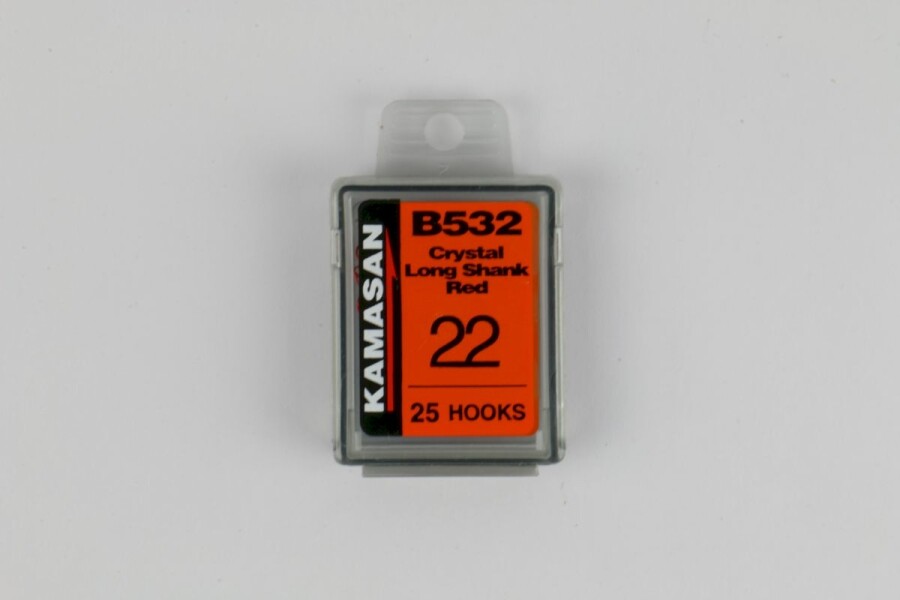 KAMASAN
B532
Crystal
Long Shank
Red
22
25 HOOKS